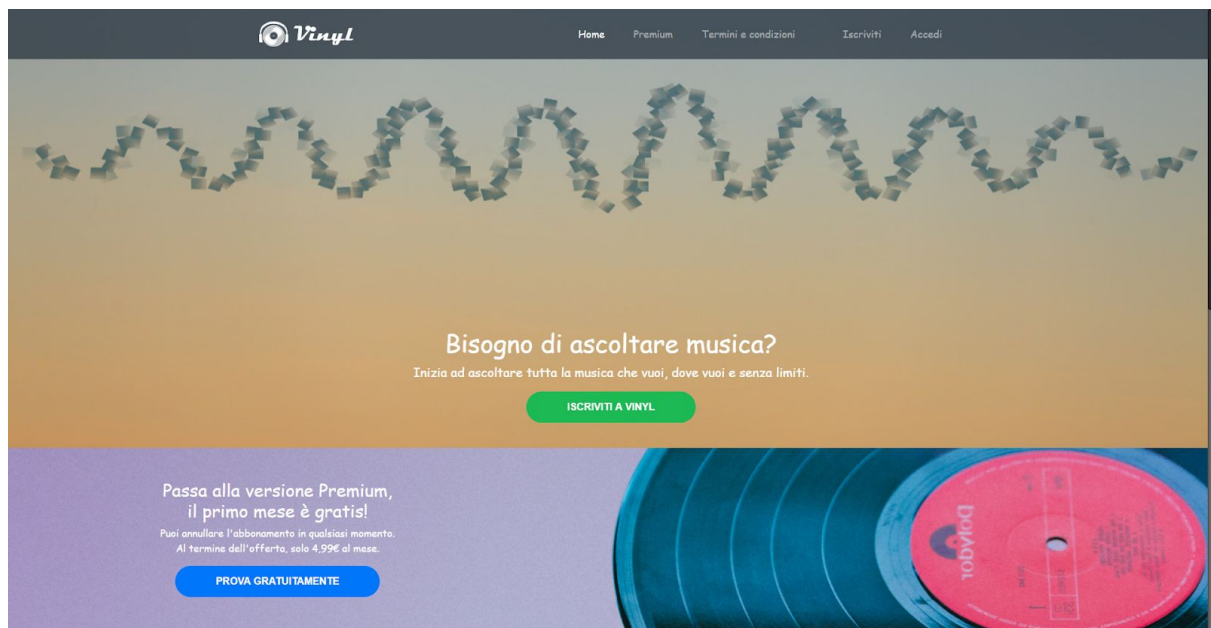 Vinyl
Home Premium Termini e condizioni Iscriviti Accedi
Bisogno di ascoltare musica?
Inizia ad ascoltare tutta la musica che vuoi, dove vuoi e senza limiti.
ISCRIVITI A VINYL
Passa alla versione Premium,
il primo mese è gratis!
Puoi annullare l'abbonamento in qualsiasi momento.
Al termine dell'offerta, solo 4,99€ al mese.
PROVA GRATUITAMENTE
Polydor